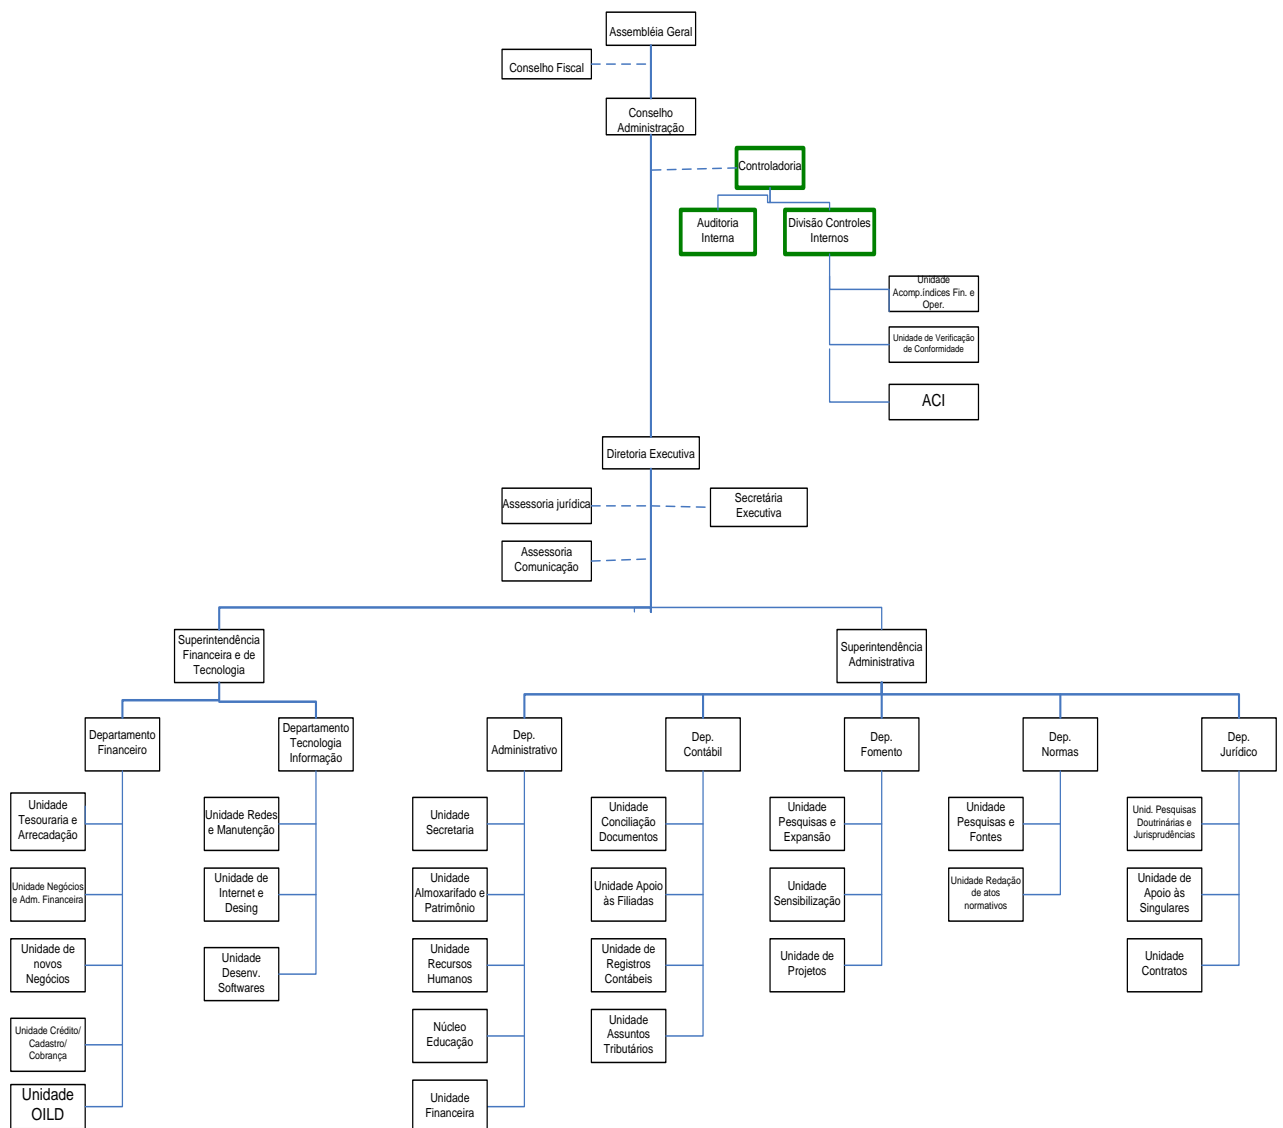 Assembléia Geral
Conselho Fiscal
Conselho
Administração
Controladoria
Auditoria
Interna
Divisão Controles
Internos
Unidade
Acomp.índices Fin. e
Oper.
Unidade de Verificação
de Conformidade
ACI
Diretoria Executiva
Assessoria jurídica
Secretária
Executiva
Assessoria
Comunicação
Superintendência
Financeira e de
Tecnologia
Superintendência
Administrativa
Departamento
Financeiro
Departamento
Tecnologia
Informação
Dep.
Administrativo
Dep.
Contábil
Dep.
Fomento
Dep.
Normas
Dep.
Jurídico
Unidade
Tesouraria e
Arrecadação
Unidade Redes
e Manutenção
Unidade
Secretaria
Unidade
Conciliação
Documentos
Unidade
Pesquisas e
Expansão
Unidade
Pesquisas e
Fontes
Unid. Pesquisas
Doutrinárias e
Jurisprudências
Unidade Negócios
e Adm. Financeira
Unidade de
Internet e
Desing
Unidade
Almoxarifado e
Patrimônio
Unidade Apoio
às Filiadas
Unidade
Sensibilização
Unidade Redação
de atos
normativos
Unidade de
Apoio às
Singulares
Unidade de
novos
Negócios
Unidade
Desenv.
Softwares
Unidade
Recursos
Humanos
Unidade de
Registros
Contábeis
Unidade de
Projetos
Unidade
Contratos
Unidade Crédito/
Cadastro/
Cobrança
Núcleo
Educação
Unidade
Assuntos
Tributários
Unidade
OILD
Unidade
Financeira